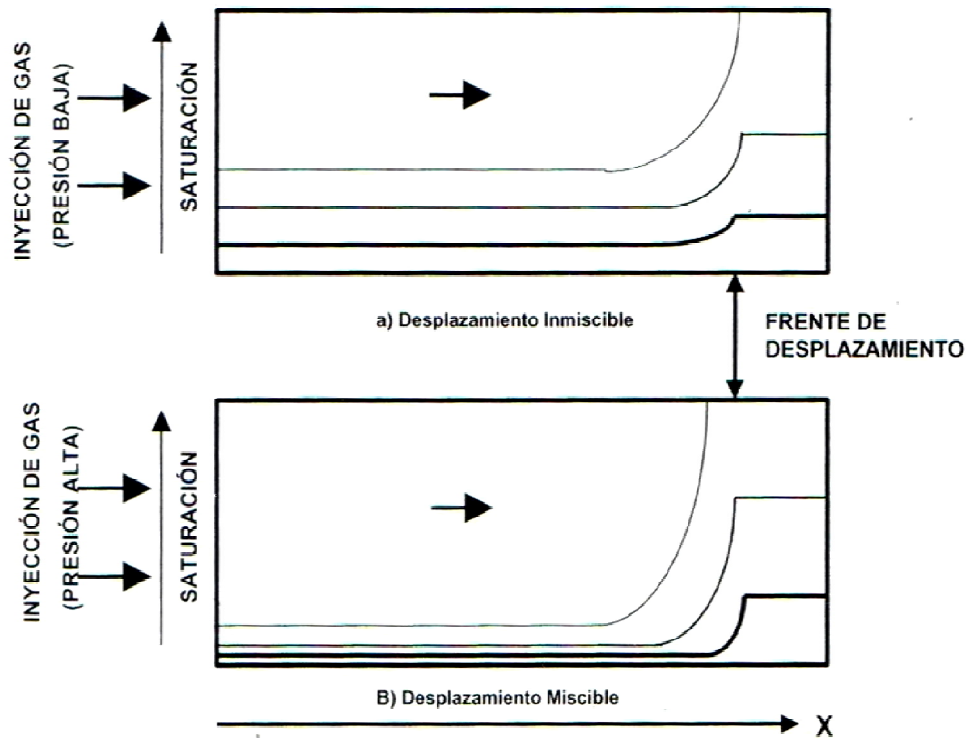 INYECCIÓN DE GAS
(PRESIÓN BAJA)
SATURACIÓN
a) Desplazamiento Inmiscible
FRENTE DE
DESPLAZAMIENTO
INYECCIÓN DE GAS
(PRESIÓN ALTA)
SATURACIÓN
B) Desplazamiento Miscible
X